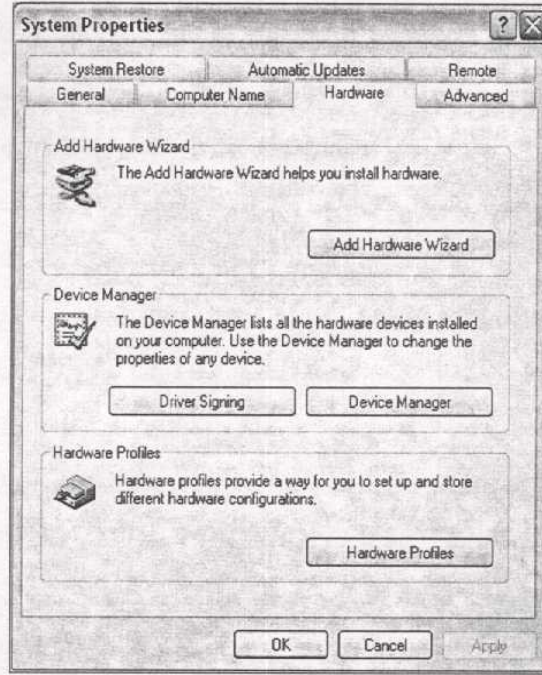 System Properties
System Restore Automatic Updates Remote
General Computer Name Hardware Advanced
Add Hardware Wizard
The Add Hardware Wizard helps you install hardware.
Add Hardware Wizard
Device Manager
The Device Manager lists all the hardware devices installed
on your computer. Use the Device Manager to change the
properties of any device.
Driver Signing Device Manager
Hardware Profiles
Hardware profiles provide a way for you to set up and store
different hardware configurations.
Hardware Profiles
OK Cancel Apply